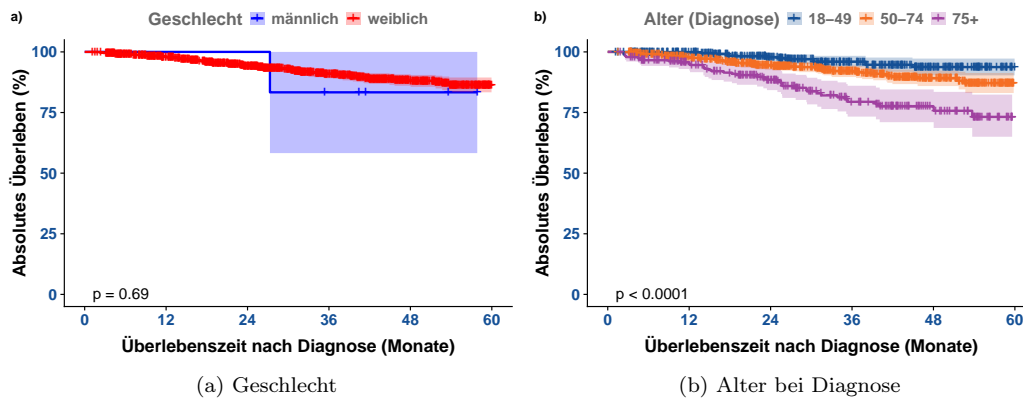 a)
Geschlecht männlich weiblich
Absolutes Überleben (%)
100
75
50
25
0
p = 0.69
0 12 24 36 48 60
Überlebenszeit nach Diagnose (Monate)
(a) Geschlecht
b)
Alter (Diagnose) 18–49 50–74 75+
Absolutes Überleben (%)
100
75
50
25
0
p < 0.0001
0 12 24 36 48 60
Überlebenszeit nach Diagnose (Monate)
(b) Alter bei Diagnose